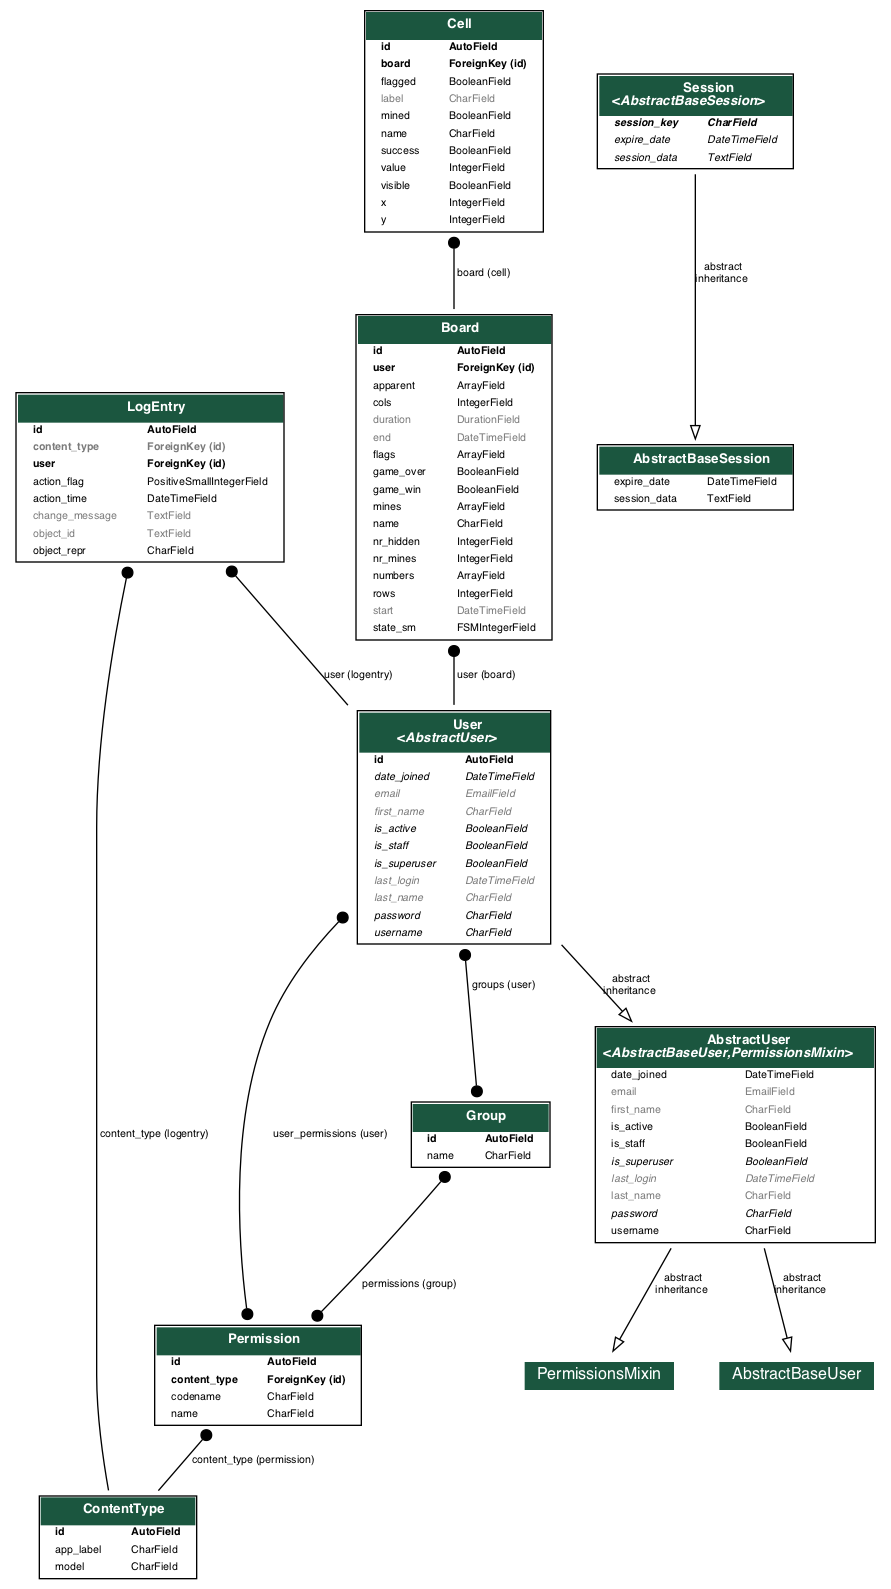 Cell
id AutoField
board ForeignKey (id)
flagged BooleanField
label CharField
mined BooleanField
name CharField
success BooleanField
value IntegerField
visible BooleanField
x IntegerField
y IntegerField
Session
<AbstractBaseSession>
session_key CharField
expire_date DateTimeField
session_data TextField
board (cell)
abstract
inheritance
Board
id AutoField
user ForeignKey (id)
apparent ArrayField
cols IntegerField
duration DurationField
end DateTimeField
flags ArrayField
game_over BooleanField
game_win BooleanField
mines ArrayField
name CharField
nr_hidden IntegerField
nr_mines IntegerField
numbers ArrayField
rows IntegerField
start DateTimeField
state_sm FSMIntegerField
LogEntry
id AutoField
content_type ForeignKey (id)
user ForeignKey (id)
action_flag PositiveSmallIntegerField
action_time DateTimeField
change_message TextField
object_id TextField
object_repr CharField
AbstractBaseSession
expire_date DateTimeField
session_data TextField
user (logentry)
user (board)
User
<AbstractUser>
id AutoField
date_joined DateTimeField
email EmailField
first_name CharField
is_active BooleanField
is_staff BooleanField
is_superuser BooleanField
last_login DateTimeField
last_name CharField
password CharField
username CharField
groups (user)
abstract
inheritance
AbstractUser
<AbstractBaseUser,PermissionsMixin>
date_joined DateTimeField
email EmailField
first_name CharField
is_active BooleanField
is_staff BooleanField
is_superuser BooleanField
last_login DateTimeField
last_name CharField
password CharField
username CharField
Group
id AutoField
name CharField
content_type (logentry)
user_permissions (user)
permissions (group)
abstract
inheritance
abstract
inheritance
Permission
id AutoField
content_type ForeignKey (id)
codename CharField
name CharField
PermissionsMixin
AbstractBaseUser
content_type (permission)
ContentType
id AutoField
app_label CharField
model CharField